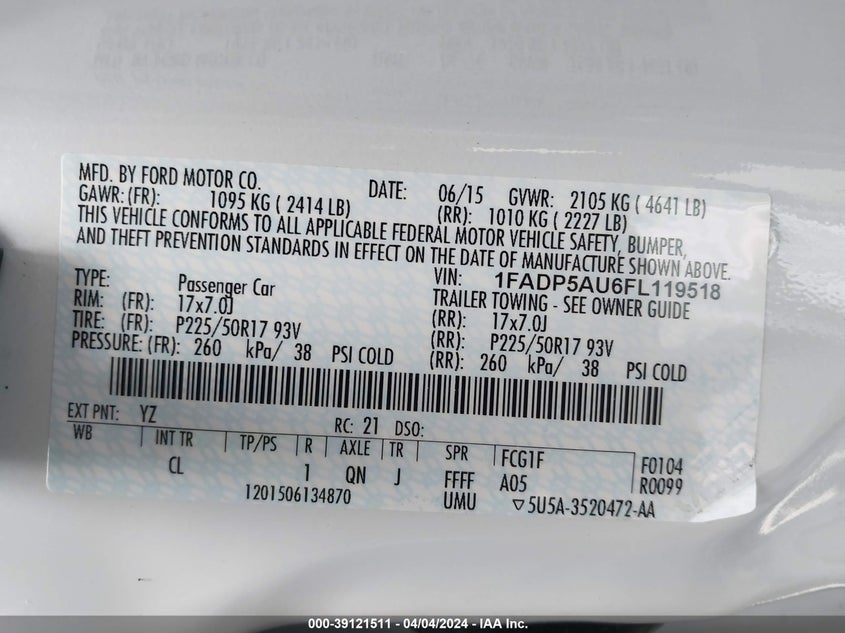 MFD. BY FORD MOTOR CO. DATE: 06/15 GVWR: 2105 KG ( 4641 LB)
GAWR: (FR): 1095 KG ( 2414 LB) (RR): 1010 KG ( 2227 LB)
THIS VEHICLE CONFORMS TO ALL APPLICABLE FEDERAL MOTOR VEHICLE SAFETY, BUMPER,
AND THEFT PREVENTION STANDARDS IN EFFECT ON THE DATE OF MANUFACTURE SHOWN ABOVE.
VIN: 1FADP5AU6FL119518
TYPE: Passenger Car TRAILER TOWING - SEE OWNER GUIDE
RIM: (FR): 17x7.0J (RR): 17x7.0J
TIRE: (FR): P225/50R17 93V (RR): P225/50R17 93V
PRESSURE: (FR): 260 kPa/ 38 PSI COLD (RR): 260 kPa/ 38 PSI COLD
EXT PNT: YZ RC: 21 DSO:
WB INT TR TP/PS R AXLE TR SPR FCG1F F0104
CL 1 QN J FFFF A05 R0099
1201506134870 UMU ▽5U5A-3520472-AA
000-39121511 - 04/04/2024 - IAA Inc.